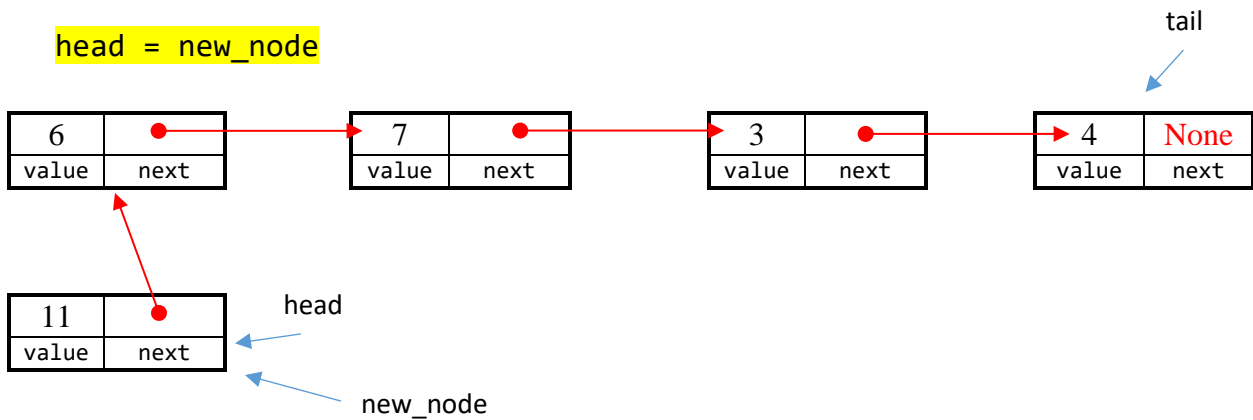 tail
head = new_node
6 7 3 4 None
value next value next value next value next
11
head
value next
new_node